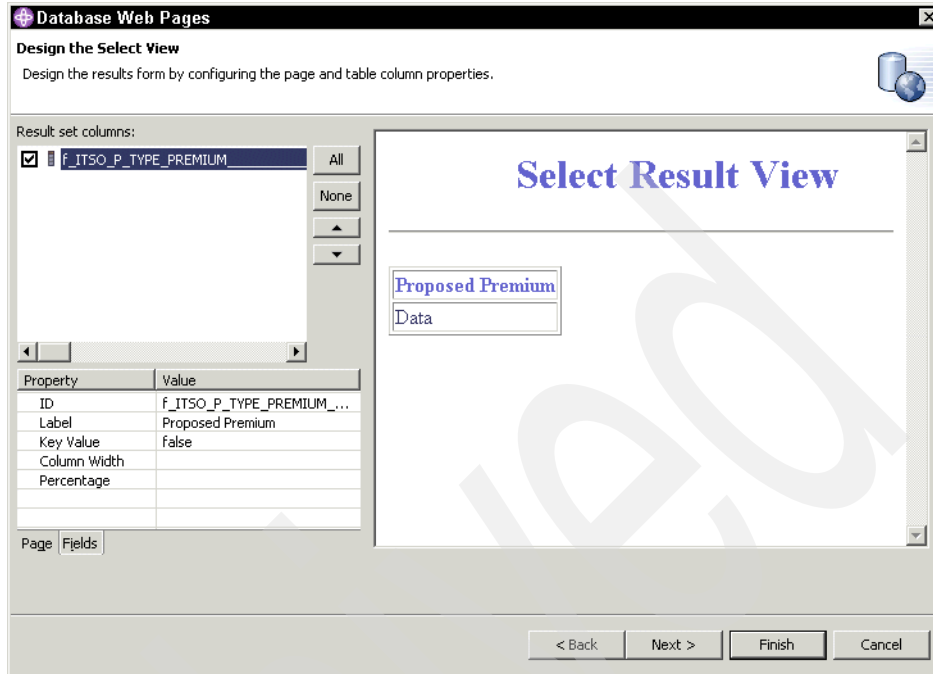 Database Web Pages
Design the Select View
Design the results form by configuring the page and table column properties.
Result set columns:
f_ITSO_P_TYPE_PREMIUM
All
None
Select Result View
Proposed Premium
Data
Property Value
ID f_ITSO_P_TYPE_PREMIUM_...
Label Proposed Premium
Key Value false
Column Width
Percentage
Page Fields
< Back Next > Finish Cancel